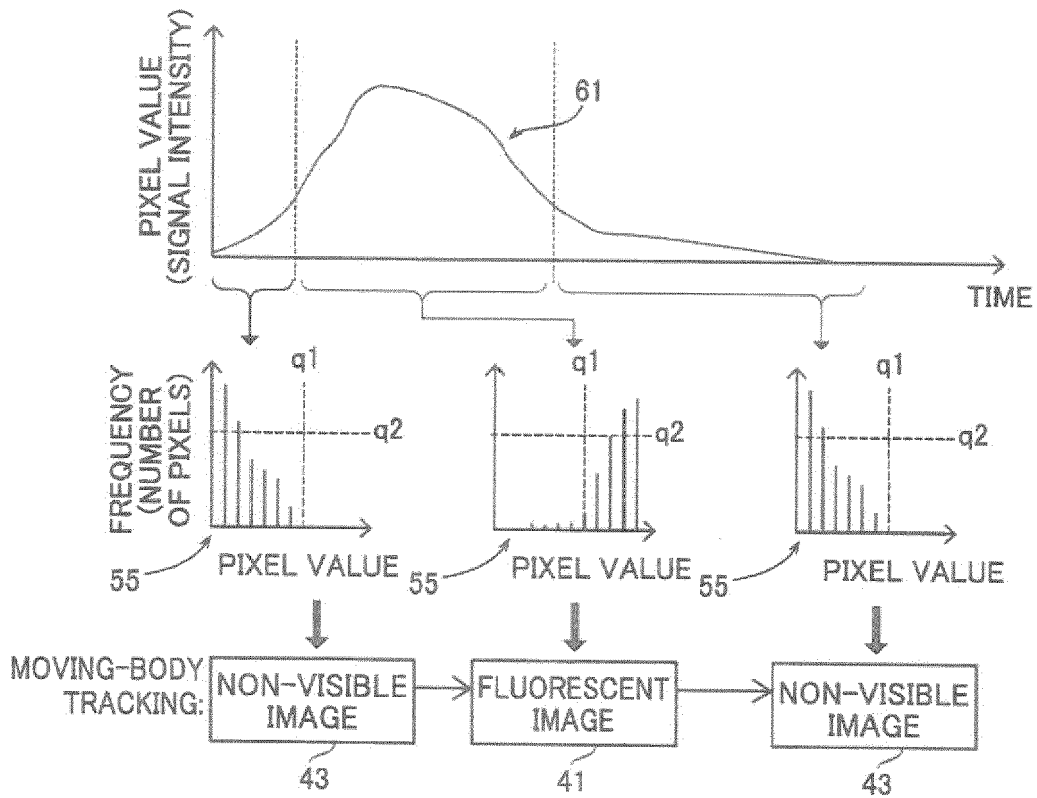 PIXEL VALUE
(SIGNAL INTENSITY)
61
TIME
q1
q1
q1
FREQUENCY
(NUMBER
OF PIXELS)
q2
q2
q2
55
PIXEL VALUE
55
PIXEL VALUE
55
PIXEL VALUE
MOVING-BODY
TRACKING:
NON-VISIBLE
IMAGE
FLUORESCENT
IMAGE
NON-VISIBLE
IMAGE
43
41
43